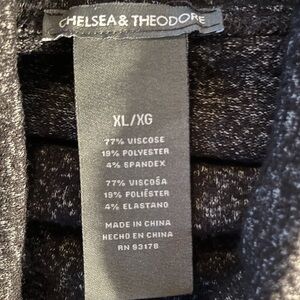 CHELSEA & THEODORE
XL/XG
77% VISCOSE
19% POLYESTER
4% SPANDEX
77% VISCOSA
19% POLIÉSTER
4% ELASTANO
MADE IN CHINA
HECHO EN CHINA
RN 93178